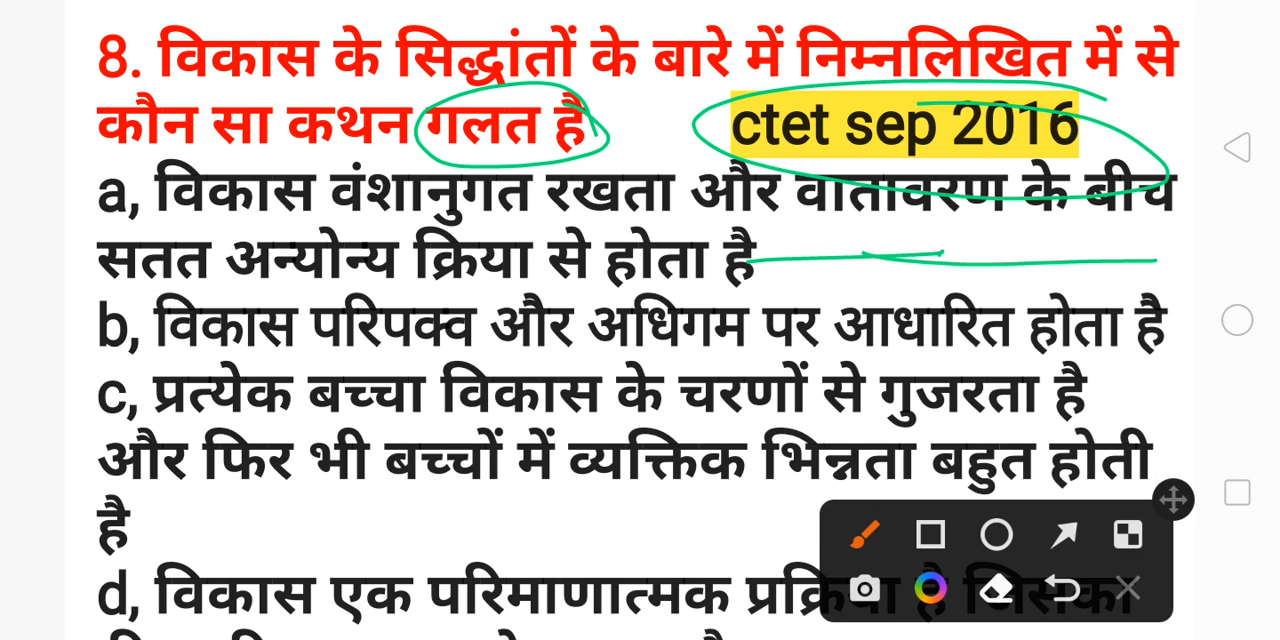 8. विकास के सिद्धांतों के बारे में निम्नलिखित में से
कौन सा कथन गलत है ctet sep 2016
a, विकास वंशानुगत रखता और वातावरण के बीच
सतत अन्योन्य क्रिया से होता है
b, विकास परिपक्व और अधिगम पर आधारित होता है
c, प्रत्येक बच्चा विकास के चरणों से गुजरता है
और फिर भी बच्चों में व्यक्तिक भिन्नता बहुत होती
है
d, विकास एक परिमाणात्मक प्रक्रिया है जिसका